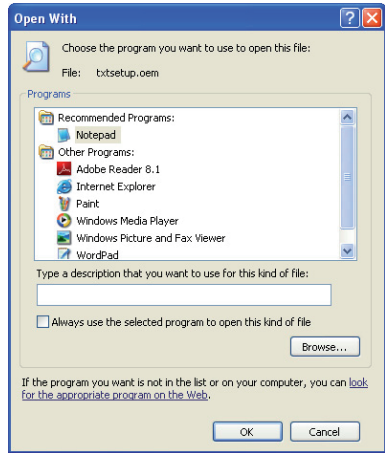 Open With
Choose the program you want to use to open this file:
File: txtsetup.oem
Programs
Recommended Programs:
Notepad
Other Programs:
Adobe Reader 8.1
Internet Explorer
Paint
Windows Media Player
Windows Picture and Fax Viewer
WordPad
Type a description that you want to use for this kind of file:
Always use the selected program to open this kind of file
Browse...
If the program you want is not in the list or on your computer, you can look
for the appropriate program on the Web.
OK Cancel